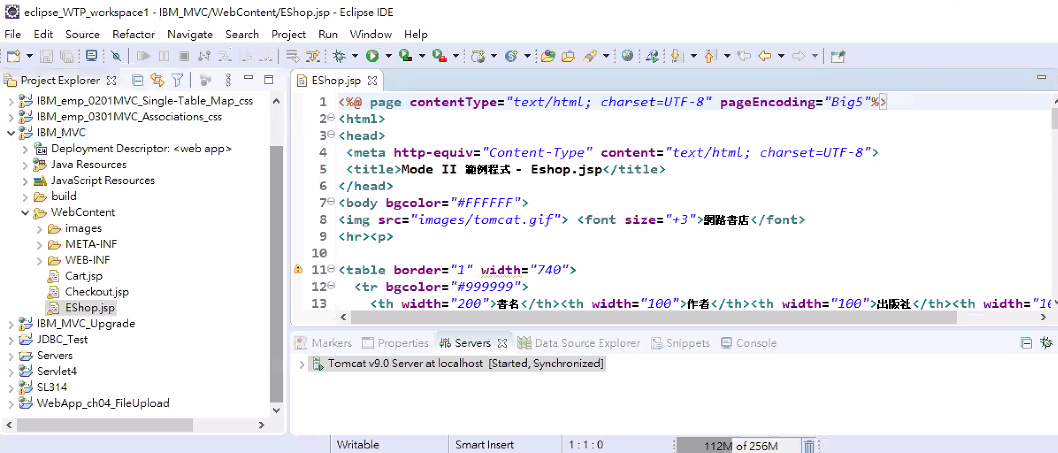 eclipse_WTP_workspace1 - IBM_MVC/WebContent/EShop.jsp - Eclipse IDE
File Edit Source Refactor Navigate Search Project Run Window Help
Project Explorer
IBM_emp_0201MVC_Single-Table_Map_css
IBM_emp_0301MVC_Associations_css
IBM_MVC
Deployment Descriptor: <web app>
Java Resources
JavaScript Resources
build
WebContent
images
META-INF
WEB-INF
Cart.jsp
Checkout.jsp
EShop.jsp
IBM_MVC_Upgrade
JDBC_Test
Servers
Servlet4
SL314
WebApp_ch04_FileUpload
EShop.jsp
1 <%@ page contentType="text/html; charset=UTF-8" pageEncoding="Big5"%>
2 <html>
3 <head>
4 <meta http-equiv="Content-Type" content="text/html; charset=UTF-8">
5 <title>Mode II 範例程式 - Eshop.jsp</title>
6 </head>
7 <body bgcolor="#FFFFFF">
8 <img src="images/tomcat.gif"> <font size="+3">網路書店</font>
9 <hr><p>
10
11 <table border="1" width="740">
12 <tr bgcolor="#999999">
13 <th width="200">書名</th><th width="100">作者</th><th width="100">出版社</th><th width="10
Markers Properties Servers Data Source Explorer Snippets Console
Tomcat v9.0 Server at localhost [Started, Synchronized]
Writable Smart Insert 1 : 1 : 0 112M of 256M